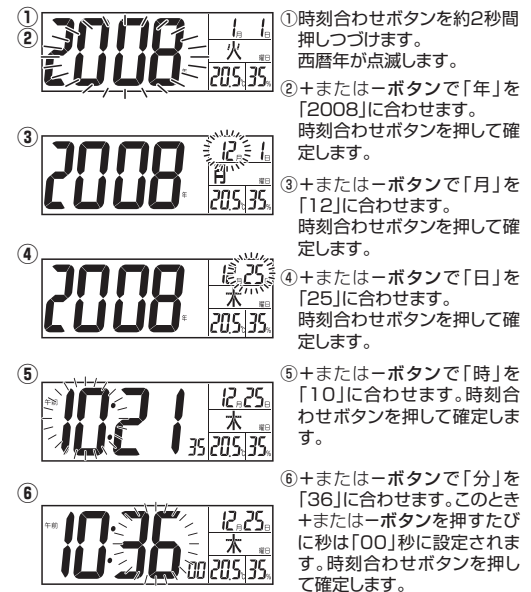 ①
②
2008年
1月 1日
火 曜日
20.5℃ 35%
①時刻合わせボタンを約2秒間
押しつづけます。
西暦年が点滅します。
②+または−ボタンで「年」を
「2008」に合わせます。
時刻合わせボタンを押して確
定します。
③
2008年
12月 1日
月 曜日
20.5℃ 35%
③+または−ボタンで「月」を
「12」に合わせます。
時刻合わせボタンを押して確
定します。
④
2008年
12月 25日
木 曜日
20.5℃ 35%
④+または−ボタンで「日」を
「25」に合わせます。
時刻合わせボタンを押して確
定します。
⑤
午前 10:21 35
12月 25日
木 曜日
20.5℃ 35%
⑤+または−ボタンで「時」を
「10」に合わせます。時刻合
わせボタンを押して確定しま
す。
⑥
午前 10:36 00
12月 25日
木 曜日
20.5℃ 35%
⑥+または−ボタンで「分」を
「36」に合わせます。このとき
+または−ボタンを押すたび
に秒は「00」秒に設定されま
す。時刻合わせボタンを押し
て確定します。